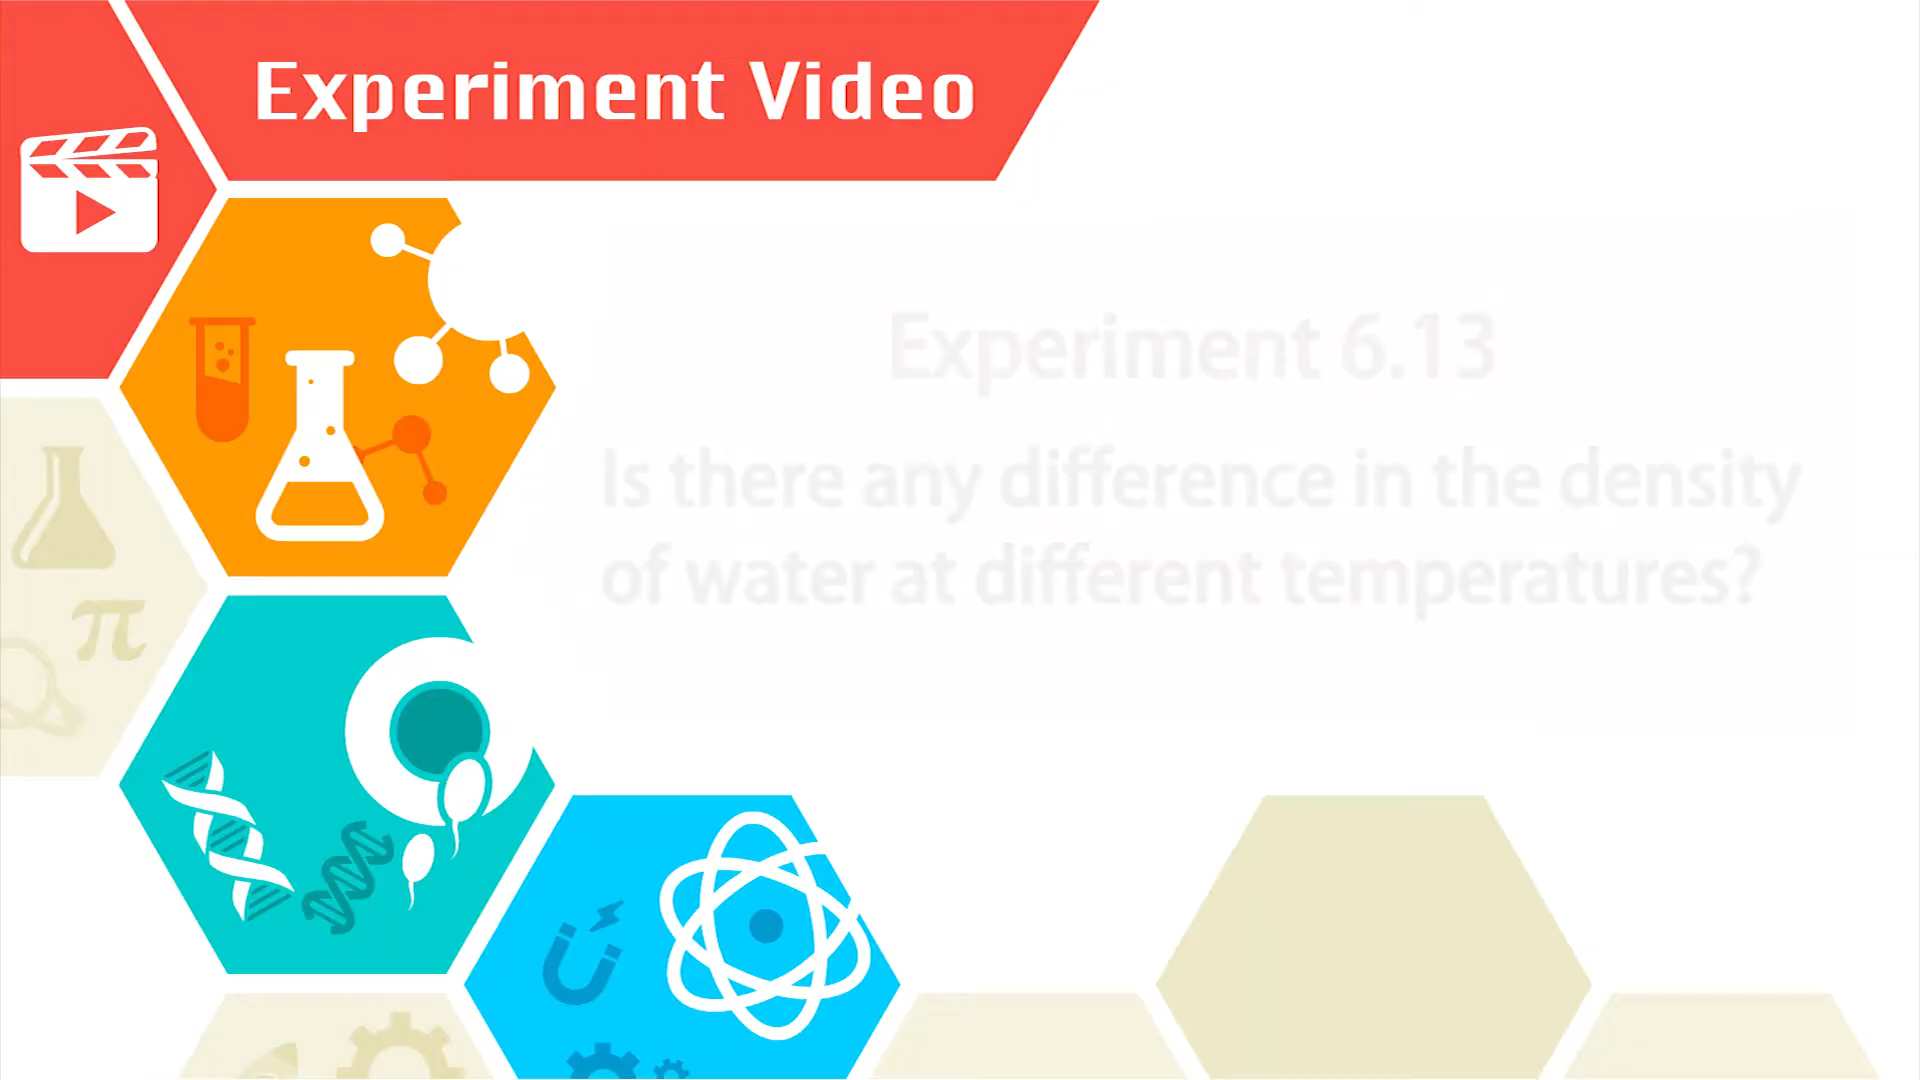 Experiment Video
Experiment 6.13
Is there any difference in the density
of water at different temperatures?
π